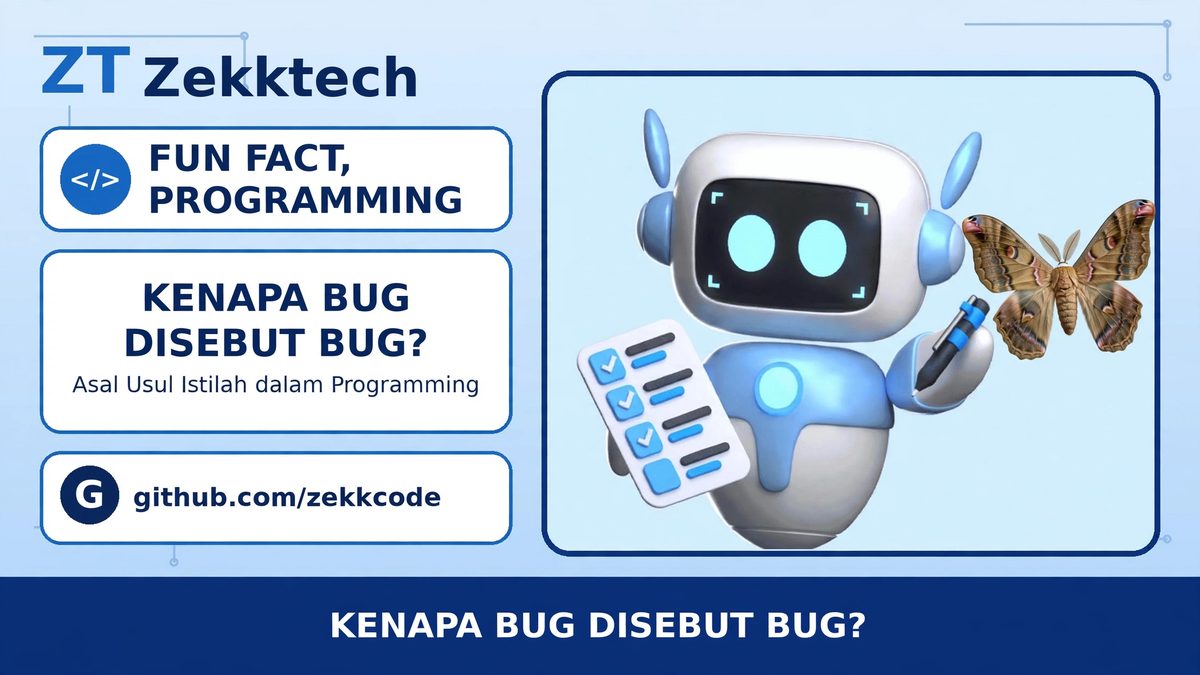 ZT Zekktech
</>
FUN FACT,
PROGRAMMING
KENAPA BUG
DISEBUT BUG?
Asal Usul Istilah dalam Programming
G github.com/zekkcode
KENAPA BUG DISEBUT BUG?